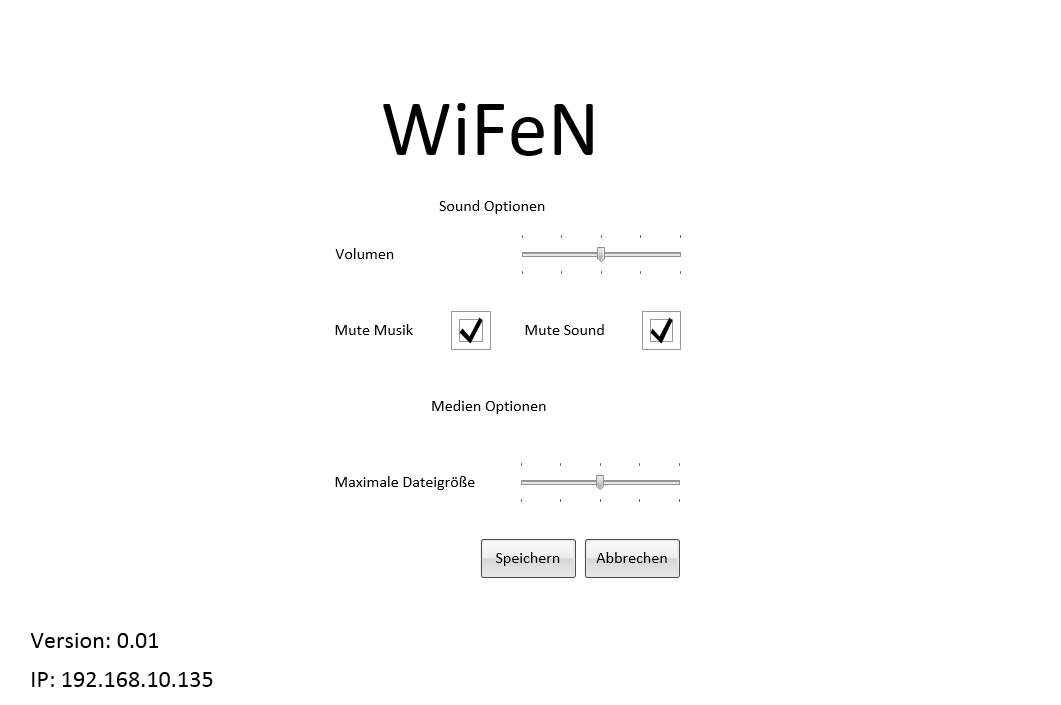 WiFeN
Sound Optionen
Volumen
Mute Musik Mute Sound
Medien Optionen
Maximale Dateigröße
Speichern Abbrechen
Version: 0.01
IP: 192.168.10.135